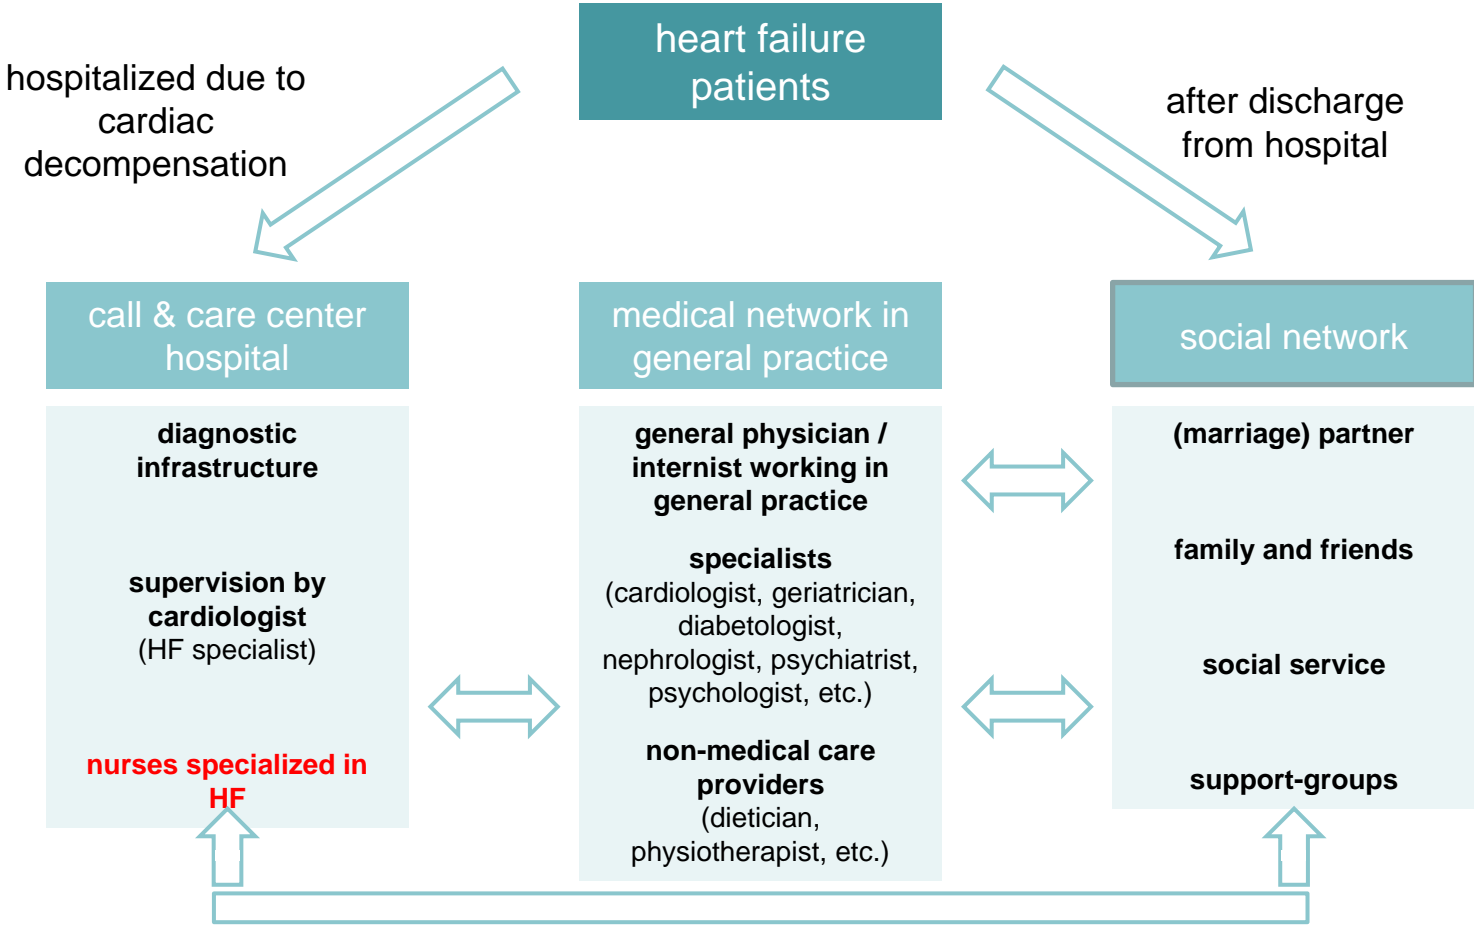 heart failure
patients
hospitalized due to
cardiac
decompensation
after discharge
from hospital
call & care center
hospital
diagnostic
infrastructure
supervision by
cardiologist
(HF specialist)
nurses specialized in
HF
medical network in
general practice
general physician /
internist working in
general practice
specialists
(cardiologist, geriatrician,
diabetologist,
nephrologist, psychiatrist,
psychologist, etc.)
non-medical care
providers
(dietician,
physiotherapist, etc.)
social network
(marriage) partner
family and friends
social service
support-groups